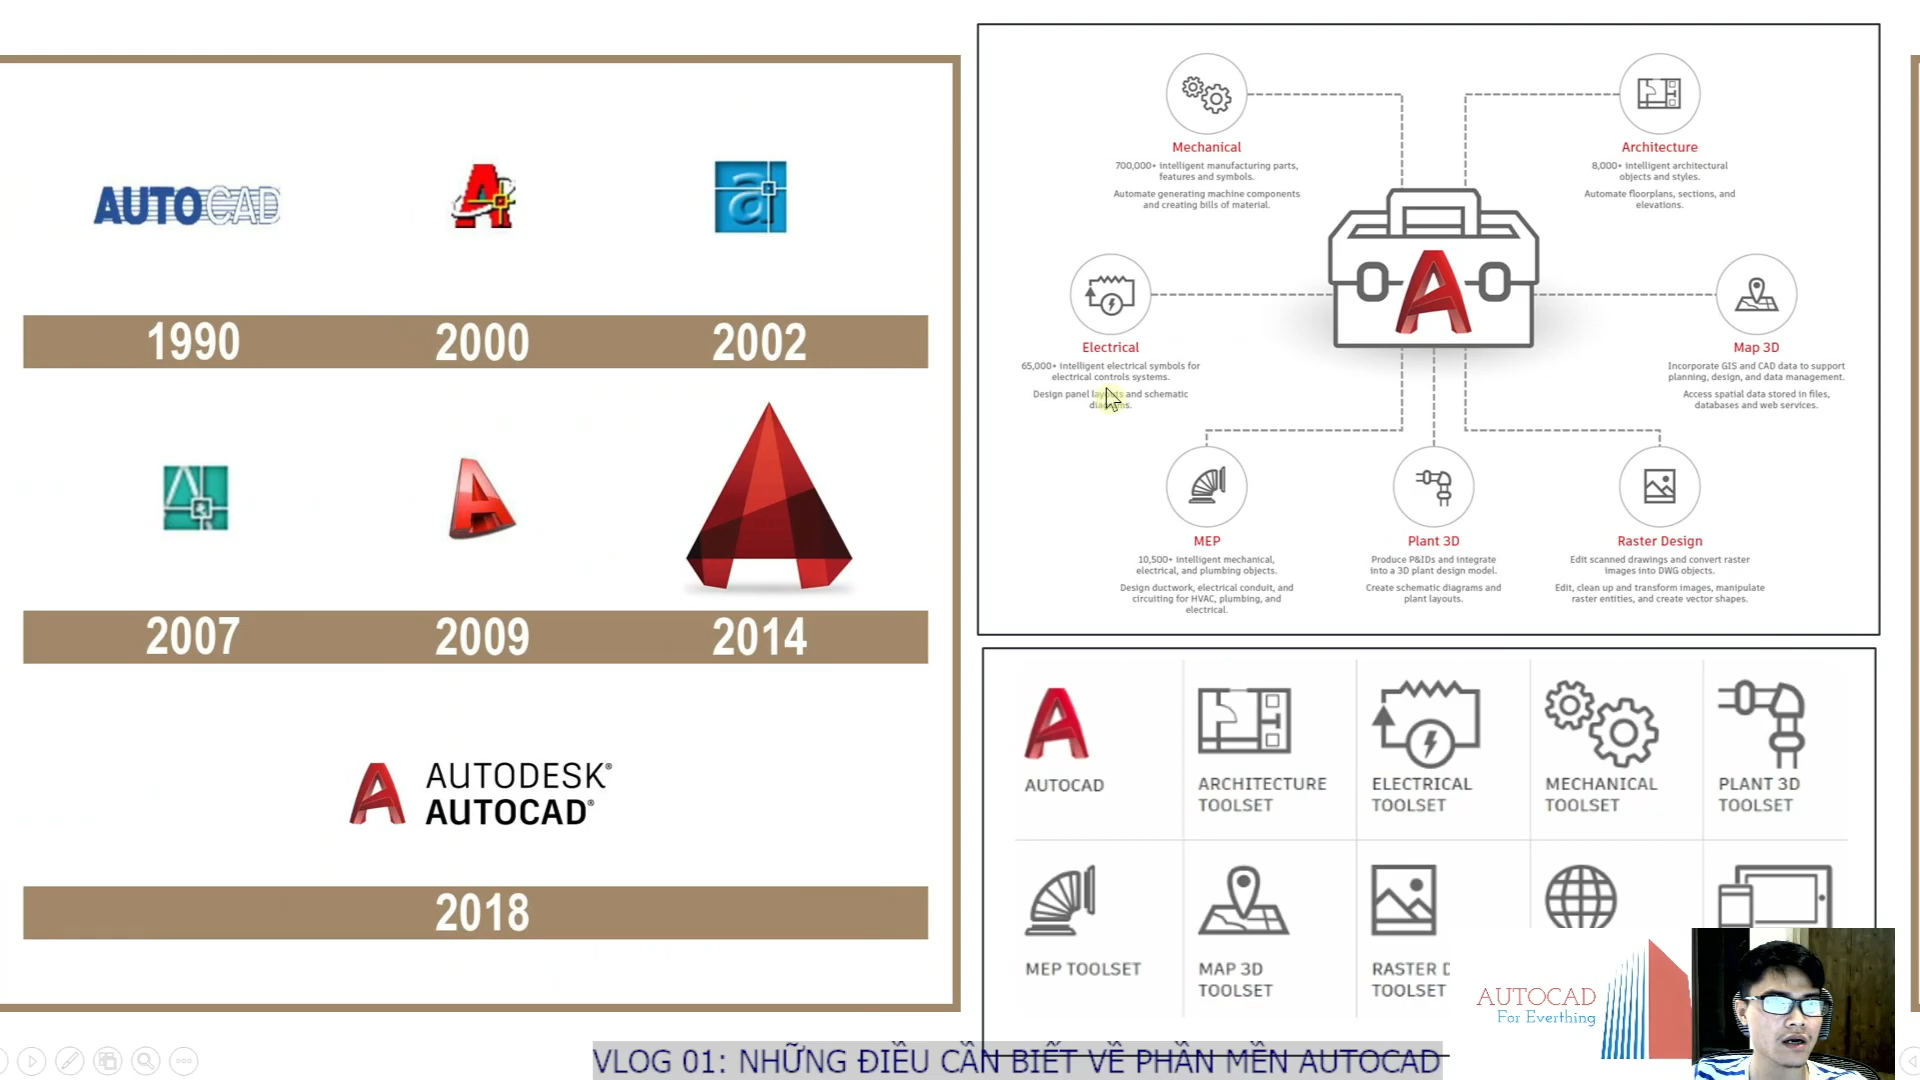 AUTOCAD
1990
2000
2002
2007
2009
2014
AUTODESK®
AUTOCAD®
2018
Mechanical
700,000+ intelligent manufacturing parts,
features and symbols.
Automate generating machine components
and creating bills of material.
Architecture
8,000+ intelligent architectural
objects and styles.
Automate floorplans, sections, and
elevations.
Electrical
65,000+ intelligent electrical symbols for
electrical controls systems.
Design panel layouts and schematic
diagrams.
Map 3D
Incorporate GIS and CAD data to support
planning, design, and data management.
Access spatial data stored in files,
databases and web services.
MEP
10,500+ intelligent mechanical,
electrical, and plumbing objects.
Design ductwork, electrical conduit, and
circuiting for HVAC, plumbing, and
electrical.
Plant 3D
Produce P&IDs and integrate
into a 3D plant design model.
Create schematic diagrams and
plant layouts.
Raster Design
Edit scanned drawings and convert raster
images into DWG objects.
Edit, clean up and transform images, manipulate
raster entities, and create vector shapes.
AUTOCAD
ARCHITECTURE
TOOLSET
ELECTRICAL
TOOLSET
MECHANICAL
TOOLSET
PLANT 3D
TOOLSET
MEP TOOLSET
MAP 3D
TOOLSET
RASTER D
TOOLSET
AUTOCAD
For Everthing
VLOG 01: NHỮNG ĐIỀU CẦN BIẾT VỀ PHẦN MỀN AUTOCAD